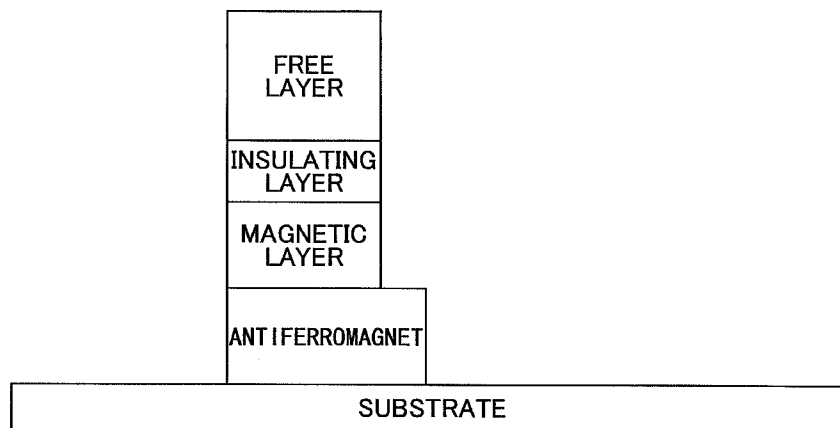 FREE
LAYER
INSULATING
LAYER
MAGNETIC
LAYER
ANTIFERROMAGNET
SUBSTRATE